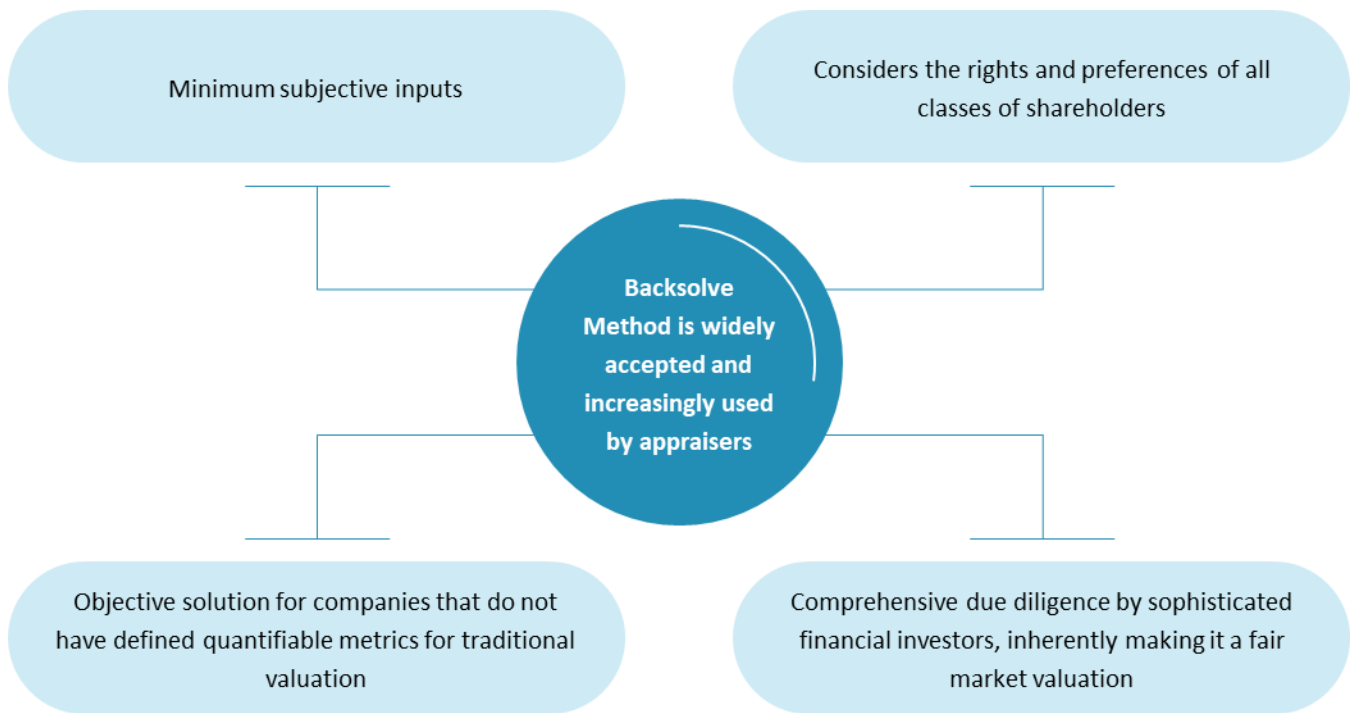 Minimum subjective inputs
Considers the rights and preferences of all
classes of shareholders
Backsolve
Method is widely
accepted and
increasingly used
by appraisers
Objective solution for companies that do not
have defined quantifiable metrics for traditional
valuation
Comprehensive due diligence by sophisticated
financial investors, inherently making it a fair
market valuation